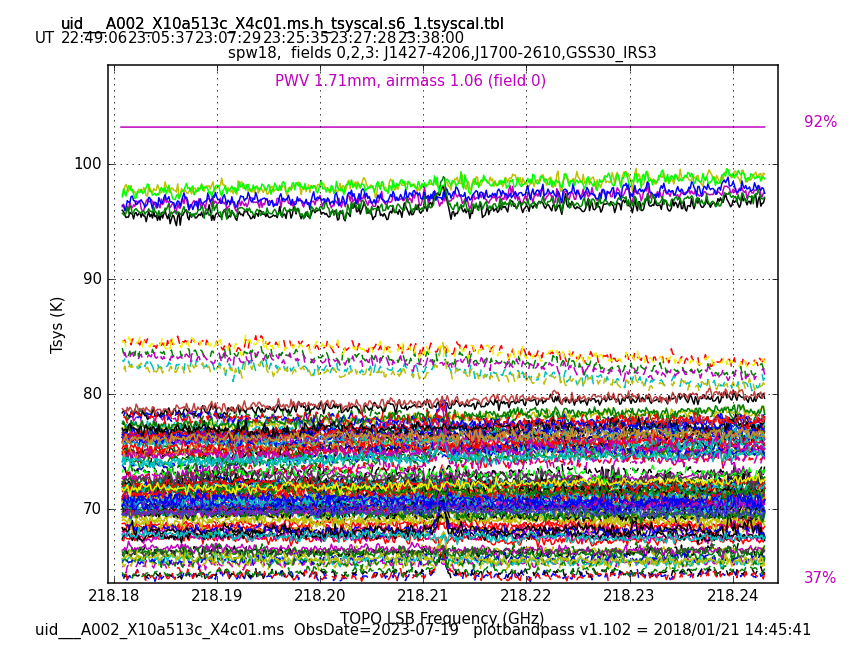 uid___A002_X10a513c_X4c01.ms.h_tsyscal.s6_1.tsyscal.tbl
UT 22:49:06 23:05:37 23:07:29 23:25:35 23:27:28 23:38:00
spw18, fields 0,2,3: J1427-4206,J1700-2610,GSS30_IRS3
PWV 1.71mm, airmass 1.06 (field 0)
92%
100
90
80
70
Tsys (K)
37%
218.18 218.19 218.20 218.21 218.22 218.23 218.24
TOPO LSB Frequency (GHz)
uid___A002_X10a513c_X4c01.ms ObsDate=2023-07-19 plotbandpass v1.102 = 2018/01/21 14:45:41